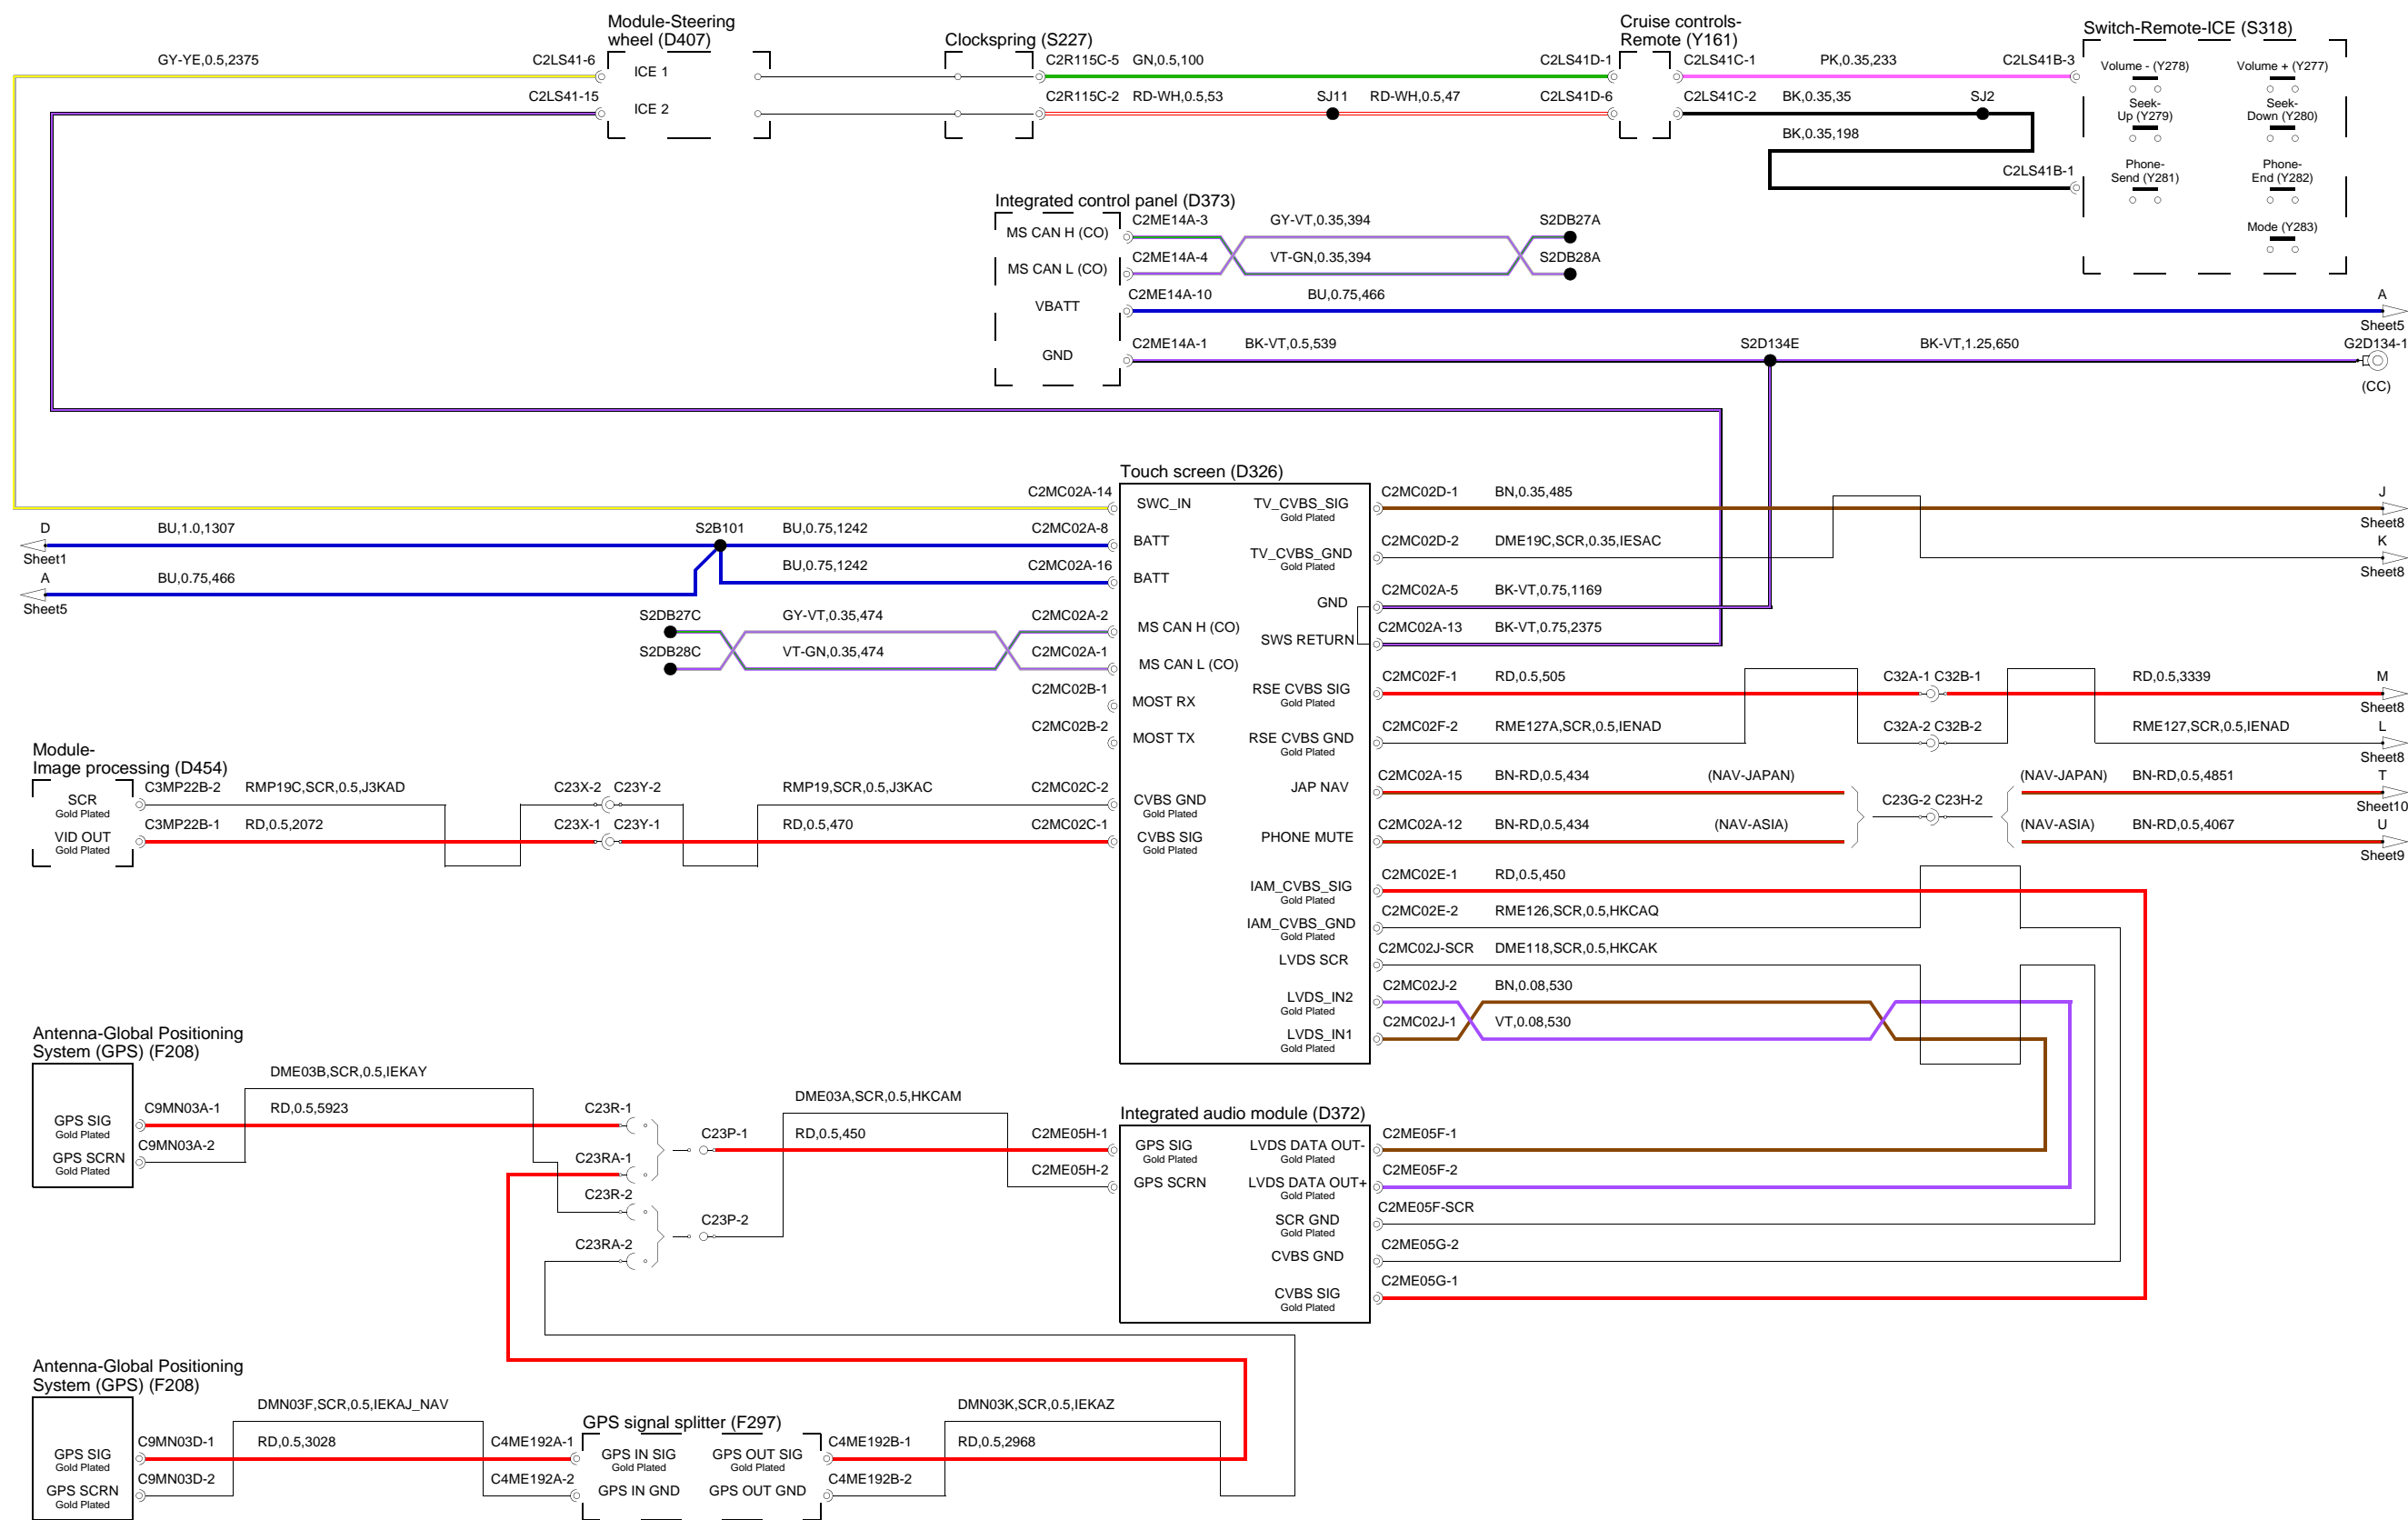 Module-Steering
wheel (D407)
Clockspring (S227)
Cruise controls-
Remote (Y161)
Switch-Remote-ICE (S318)
GY-YE,0.5,2375
C2LS41-6
ICE 1
C2R115C-5
GN,0.5,100
C2LS41D-1
C2LS41C-1
PK,0.35,233
C2LS41B-3
Volume - (Y278)
Volume + (Y277)
C2LS41-15
ICE 2
C2R115C-2
RD-WH,0.5,53
SJ11
RD-WH,0.5,47
C2LS41D-6
C2LS41C-2
BK,0.35,35
SJ2
Seek-
Up (Y279)
Seek-
Down (Y280)
BK,0.35,198
C2LS41B-1
Phone-
Send (Y281)
Phone-
End (Y282)
Mode (Y283)
Integrated control panel (D373)
MS CAN H (CO)
C2ME14A-3
GY-VT,0.35,394
S2DB27A
MS CAN L (CO)
C2ME14A-4
VT-GN,0.35,394
S2DB28A
VBATT
C2ME14A-10
BU,0.75,466
A
Sheet5
GND
C2ME14A-1
BK-VT,0.5,539
S2D134E
BK-VT,1.25,650
G2D134-1
(CC)
Touch screen (D326)
C2MC02A-14
SWC_IN
TV_CVBS_SIG
Gold Plated
C2MC02D-1
BN,0.35,485
J
Sheet8
D
Sheet1
BU,1.0,1307
S2B101
BU,0.75,1242
C2MC02A-8
BATT
TV_CVBS_GND
Gold Plated
C2MC02D-2
DME19C,SCR,0.35,IESAC
K
Sheet8
A
Sheet5
BU,0.75,466
BU,0.75,1242
C2MC02A-16
BATT
GND
C2MC02A-5
BK-VT,0.75,1169
S2DB27C
GY-VT,0.35,474
C2MC02A-2
MS CAN H (CO)
SWS RETURN
C2MC02A-13
BK-VT,0.75,2375
S2DB28C
VT-GN,0.35,474
C2MC02A-1
MS CAN L (CO)
C2MC02B-1
MOST RX
RSE CVBS SIG
Gold Plated
C2MC02F-1
RD,0.5,505
C32A-1 C32B-1
RD,0.5,3339
M
Sheet8
C2MC02B-2
MOST TX
RSE CVBS GND
Gold Plated
C2MC02F-2
RME127A,SCR,0.5,IENAD
C32A-2 C32B-2
RME127,SCR,0.5,IENAD
L
Sheet8
Module-
Image processing (D454)
SCR
Gold Plated
C3MP22B-2
RMP19C,SCR,0.5,J3KAD
C23X-2 C23Y-2
RMP19,SCR,0.5,J3KAC
C2MC02C-2
CVBS GND
Gold Plated
JAP NAV
C2MC02A-15
BN-RD,0.5,434
(NAV-JAPAN)
C23G-2 C23H-2
(NAV-JAPAN)
BN-RD,0.5,4851
T
Sheet10
VID OUT
Gold Plated
C3MP22B-1
RD,0.5,2072
C23X-1 C23Y-1
RD,0.5,470
C2MC02C-1
CVBS SIG
Gold Plated
PHONE MUTE
C2MC02A-12
BN-RD,0.5,434
(NAV-ASIA)
(NAV-ASIA)
BN-RD,0.5,4067
U
Sheet9
IAM_CVBS_SIG
Gold Plated
C2MC02E-1
RD,0.5,450
IAM_CVBS_GND
Gold Plated
C2MC02E-2
RME126,SCR,0.5,HKCAQ
LVDS SCR
C2MC02J-SCR
DME118,SCR,0.5,HKCAK
LVDS_IN2
Gold Plated
C2MC02J-2
BN,0.08,530
LVDS_IN1
Gold Plated
C2MC02J-1
VT,0.08,530
Antenna-Global Positioning
System (GPS) (F208)
DME03B,SCR,0.5,IEKAY
GPS SIG
Gold Plated
C9MN03A-1
RD,0.5,5923
C23R-1
GPS SCRN
Gold Plated
C9MN03A-2
C23RA-1
C23R-2
C23RA-2
C23P-1
C23P-2
DME03A,SCR,0.5,HKCAM
RD,0.5,450
Integrated audio module (D372)
C2ME05H-1
GPS SIG
Gold Plated
LVDS DATA OUT-
Gold Plated
C2ME05F-1
C2ME05H-2
GPS SCRN
LVDS DATA OUT+
Gold Plated
C2ME05F-2
SCR GND
Gold Plated
C2ME05F-SCR
CVBS GND
C2ME05G-2
CVBS SIG
Gold Plated
C2ME05G-1
Antenna-Global Positioning
System (GPS) (F208)
DMN03F,SCR,0.5,IEKAJ_NAV
GPS signal splitter (F297)
DMN03K,SCR,0.5,IEKAZ
GPS SIG
Gold Plated
C9MN03D-1
RD,0.5,3028
C4ME192A-1
GPS IN SIG
Gold Plated
GPS OUT SIG
Gold Plated
C4ME192B-1
RD,0.5,2968
GPS SCRN
Gold Plated
C9MN03D-2
C4ME192A-2
GPS IN GND
GPS OUT GND
C4ME192B-2